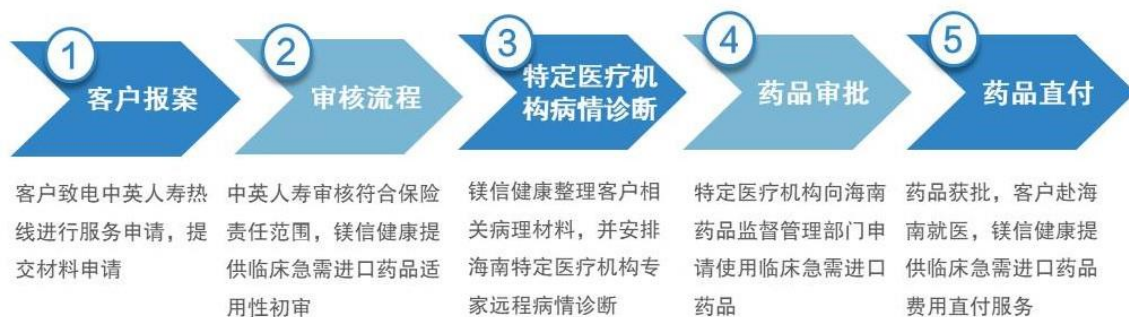 1
客户报案
客户致电中英人寿热
线进行服务申请，提
交材料申请
2
审核流程
中英人寿审核符合保险
责任范围，镁信健康提
供临床急需进口药品适
用性初审
3
特定医疗机
构病情诊断
镁信健康整理客户相
关病理材料，并安排
海南特定医疗机构专
家远程病情诊断
4
药品审批
特定医疗机构向海南
药品监督管理部门申
请使用临床急需进口
药品
5
药品直付
药品获批，客户赴海
南就医，镁信健康提
供临床急需进口药品
费用直付服务